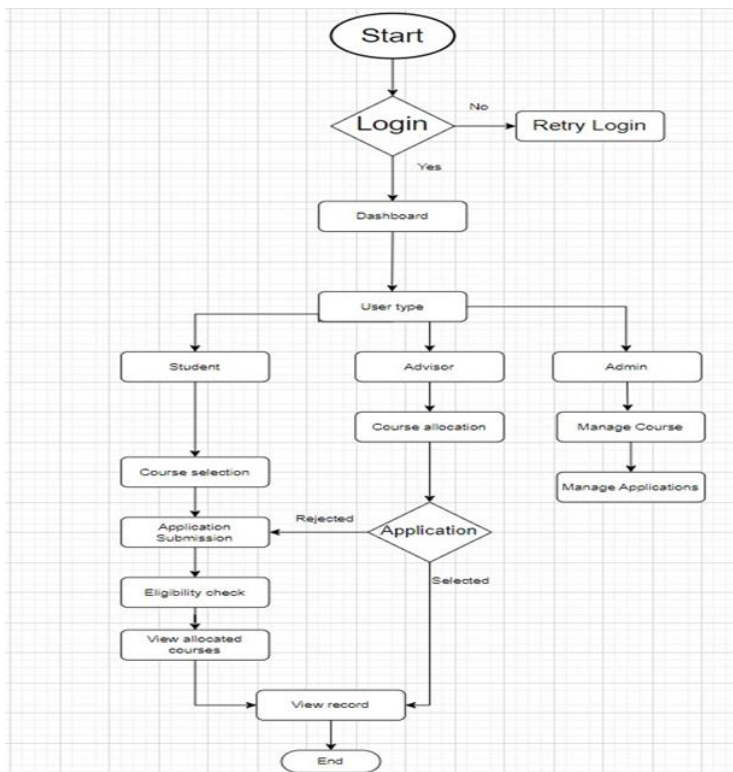 Start
Login
No
Retry Login
Yes
Dashboard
User type
Student
Advisor
Admin
Course allocation
Manage Course
Course selection
Manage Applications
Application
Submission
Rejected
Application
Eligibility check
Selected
View allocated
courses
View record
End